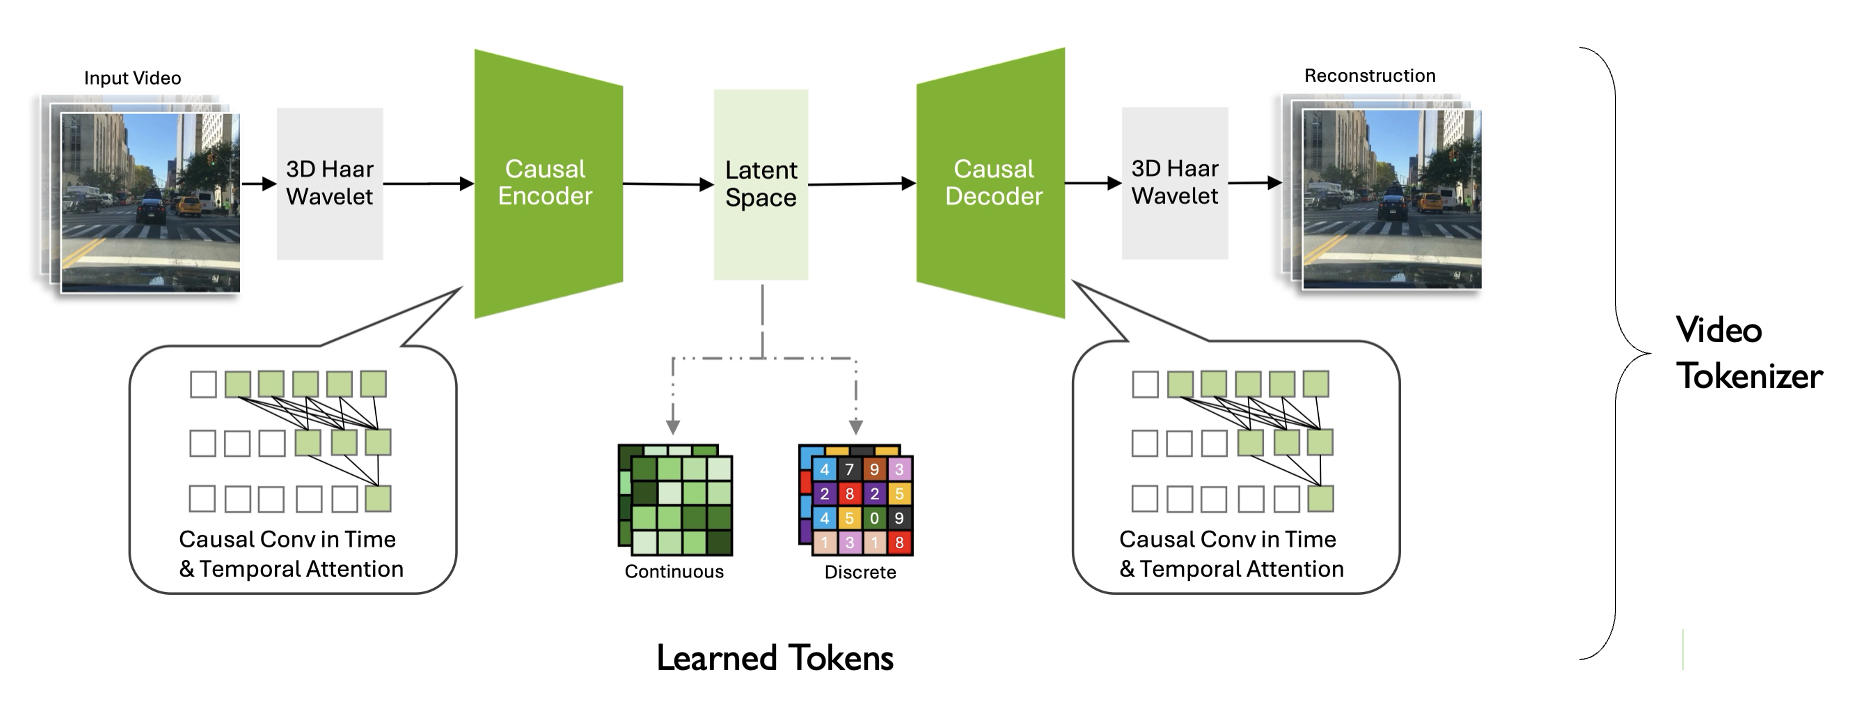 Input Video
3D Haar
Wavelet
Causal
Encoder
Latent
Space
Causal
Decoder
3D Haar
Wavelet
Reconstruction
Causal Conv in Time
& Temporal Attention
4 7 9 3
2 8 2 5
4 5 0 9
1 3 1 8
Continuous
Discrete
Causal Conv in Time
& Temporal Attention
Learned Tokens
Video
Tokenizer